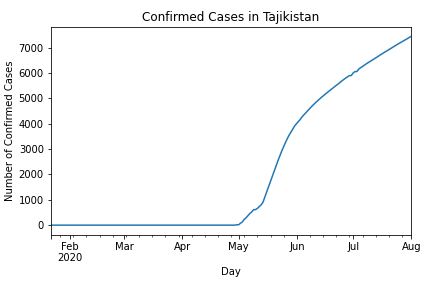 Confirmed Cases in Tajikistan
Number of Confirmed Cases
7000
6000
5000
4000
3000
2000
1000
0
Feb Mar Apr May Jun Jul Aug
2020
Day